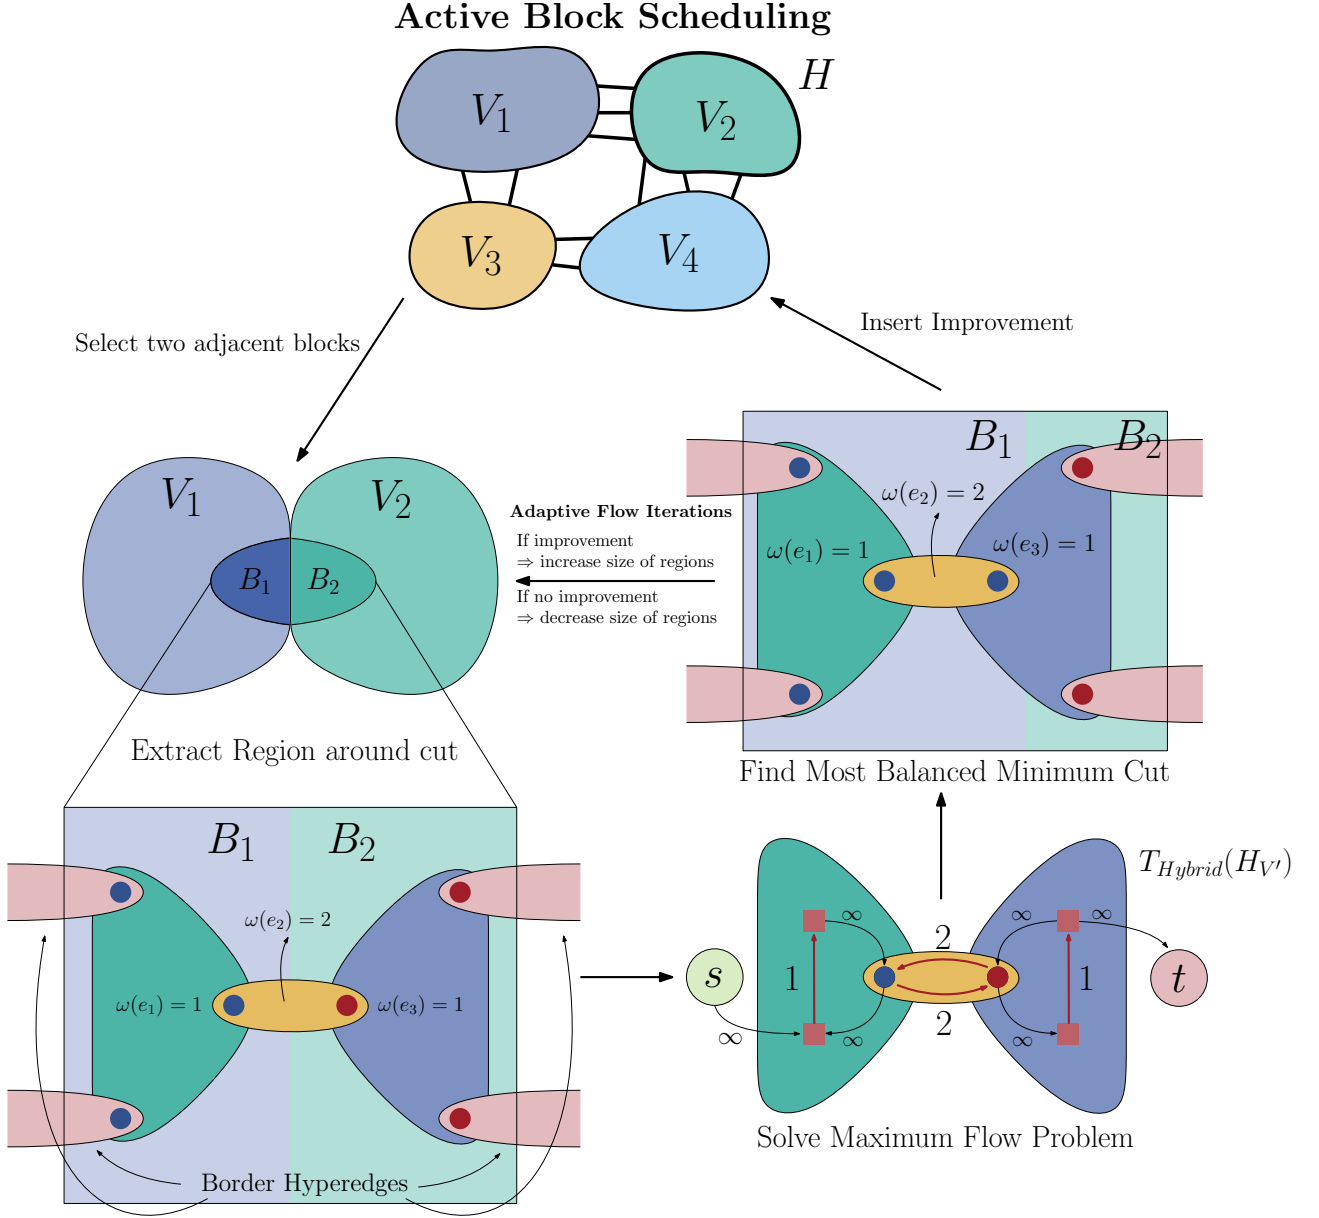 Active Block Scheduling
H
V₁
V₂
V₃
V₄
Select two adjacent blocks
Insert Improvement
V₁
V₂
B₁
B₂
Adaptive Flow Iterations
If improvement
⇒ increase size of regions
If no improvement
⇒ decrease size of regions
B₁
B₂
ω(e₂) = 2
ω(e₁) = 1
ω(e₃) = 1
Extract Region around cut
Find Most Balanced Minimum Cut
B₁
B₂
ω(e₂) = 2
ω(e₁) = 1
ω(e₃) = 1
Border Hyperedges
T_Hybrid(H_V′)
∞
∞
∞
2
s
1
1
t
2
∞
∞
∞
Solve Maximum Flow Problem